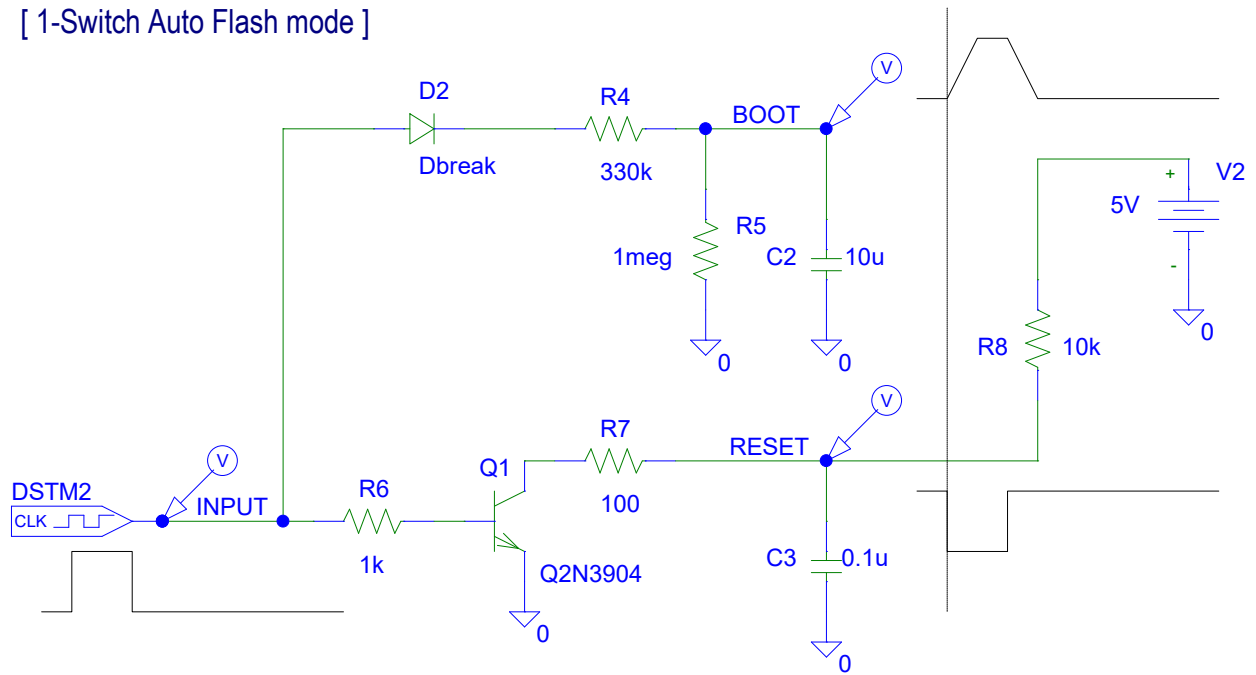 [ 1-Switch Auto Flash mode ]
V
D2
R4
BOOT
Dbreak
330k
V2
+
5V
R5
1meg
C2
10u
-
0
R8
10k
0
0
V
R7
RESET
V
Q1
DSTM2
INPUT
R6
100
CLK
1k
Q2N3904
C3
0.1u
0
0